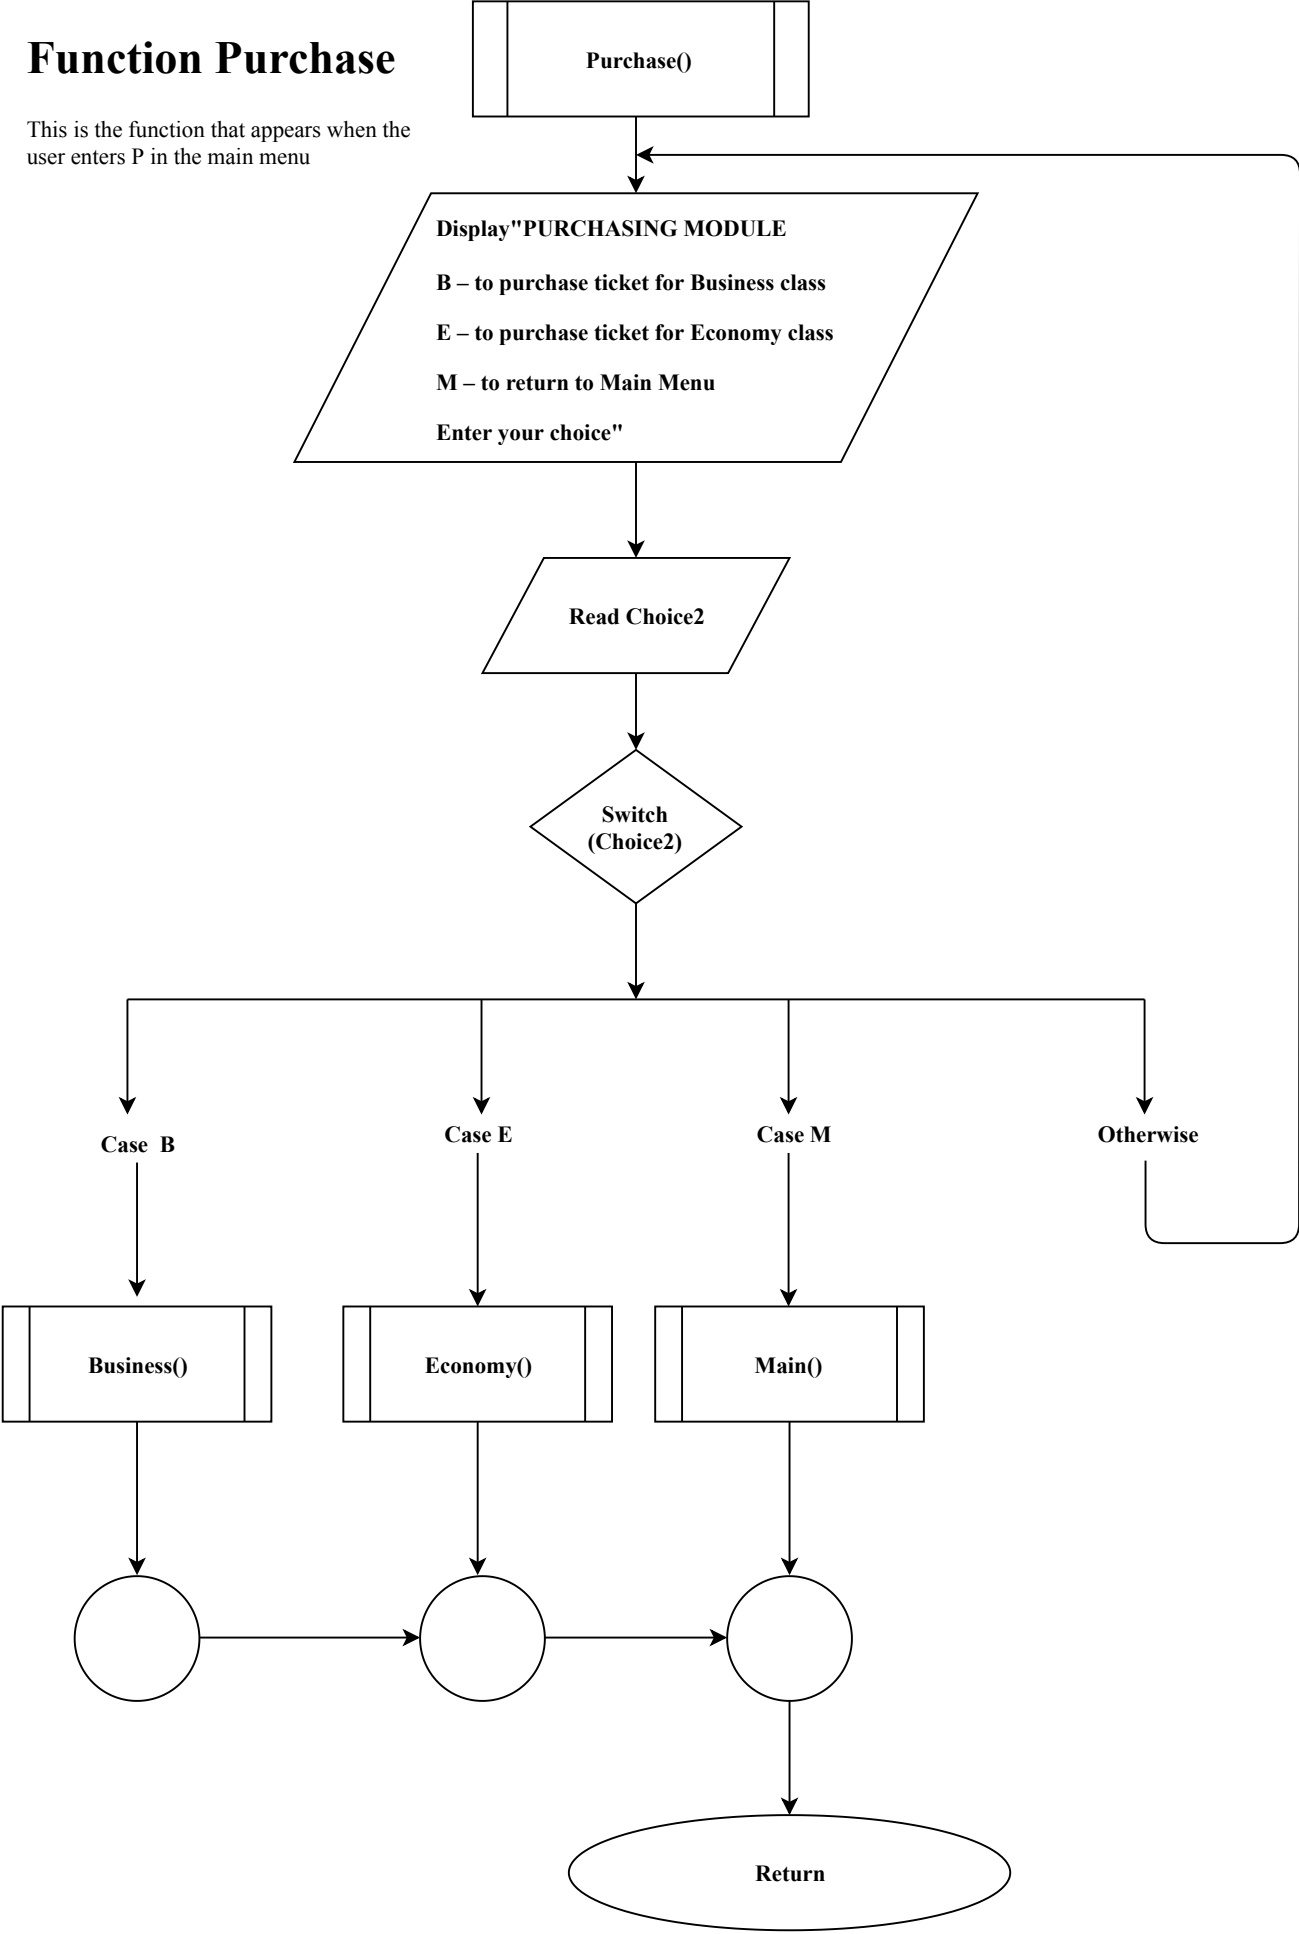 Function Purchase
This is the function that appears when the
user enters P in the main menu
Purchase()
Display"PURCHASING MODULE
B – to purchase ticket for Business class
E – to purchase ticket for Economy class
M – to return to Main Menu
Enter your choice"
Read Choice2
Switch
(Choice2)
Case  B
Case E
Case M
Otherwise
Business()
Economy()
Main()
Return